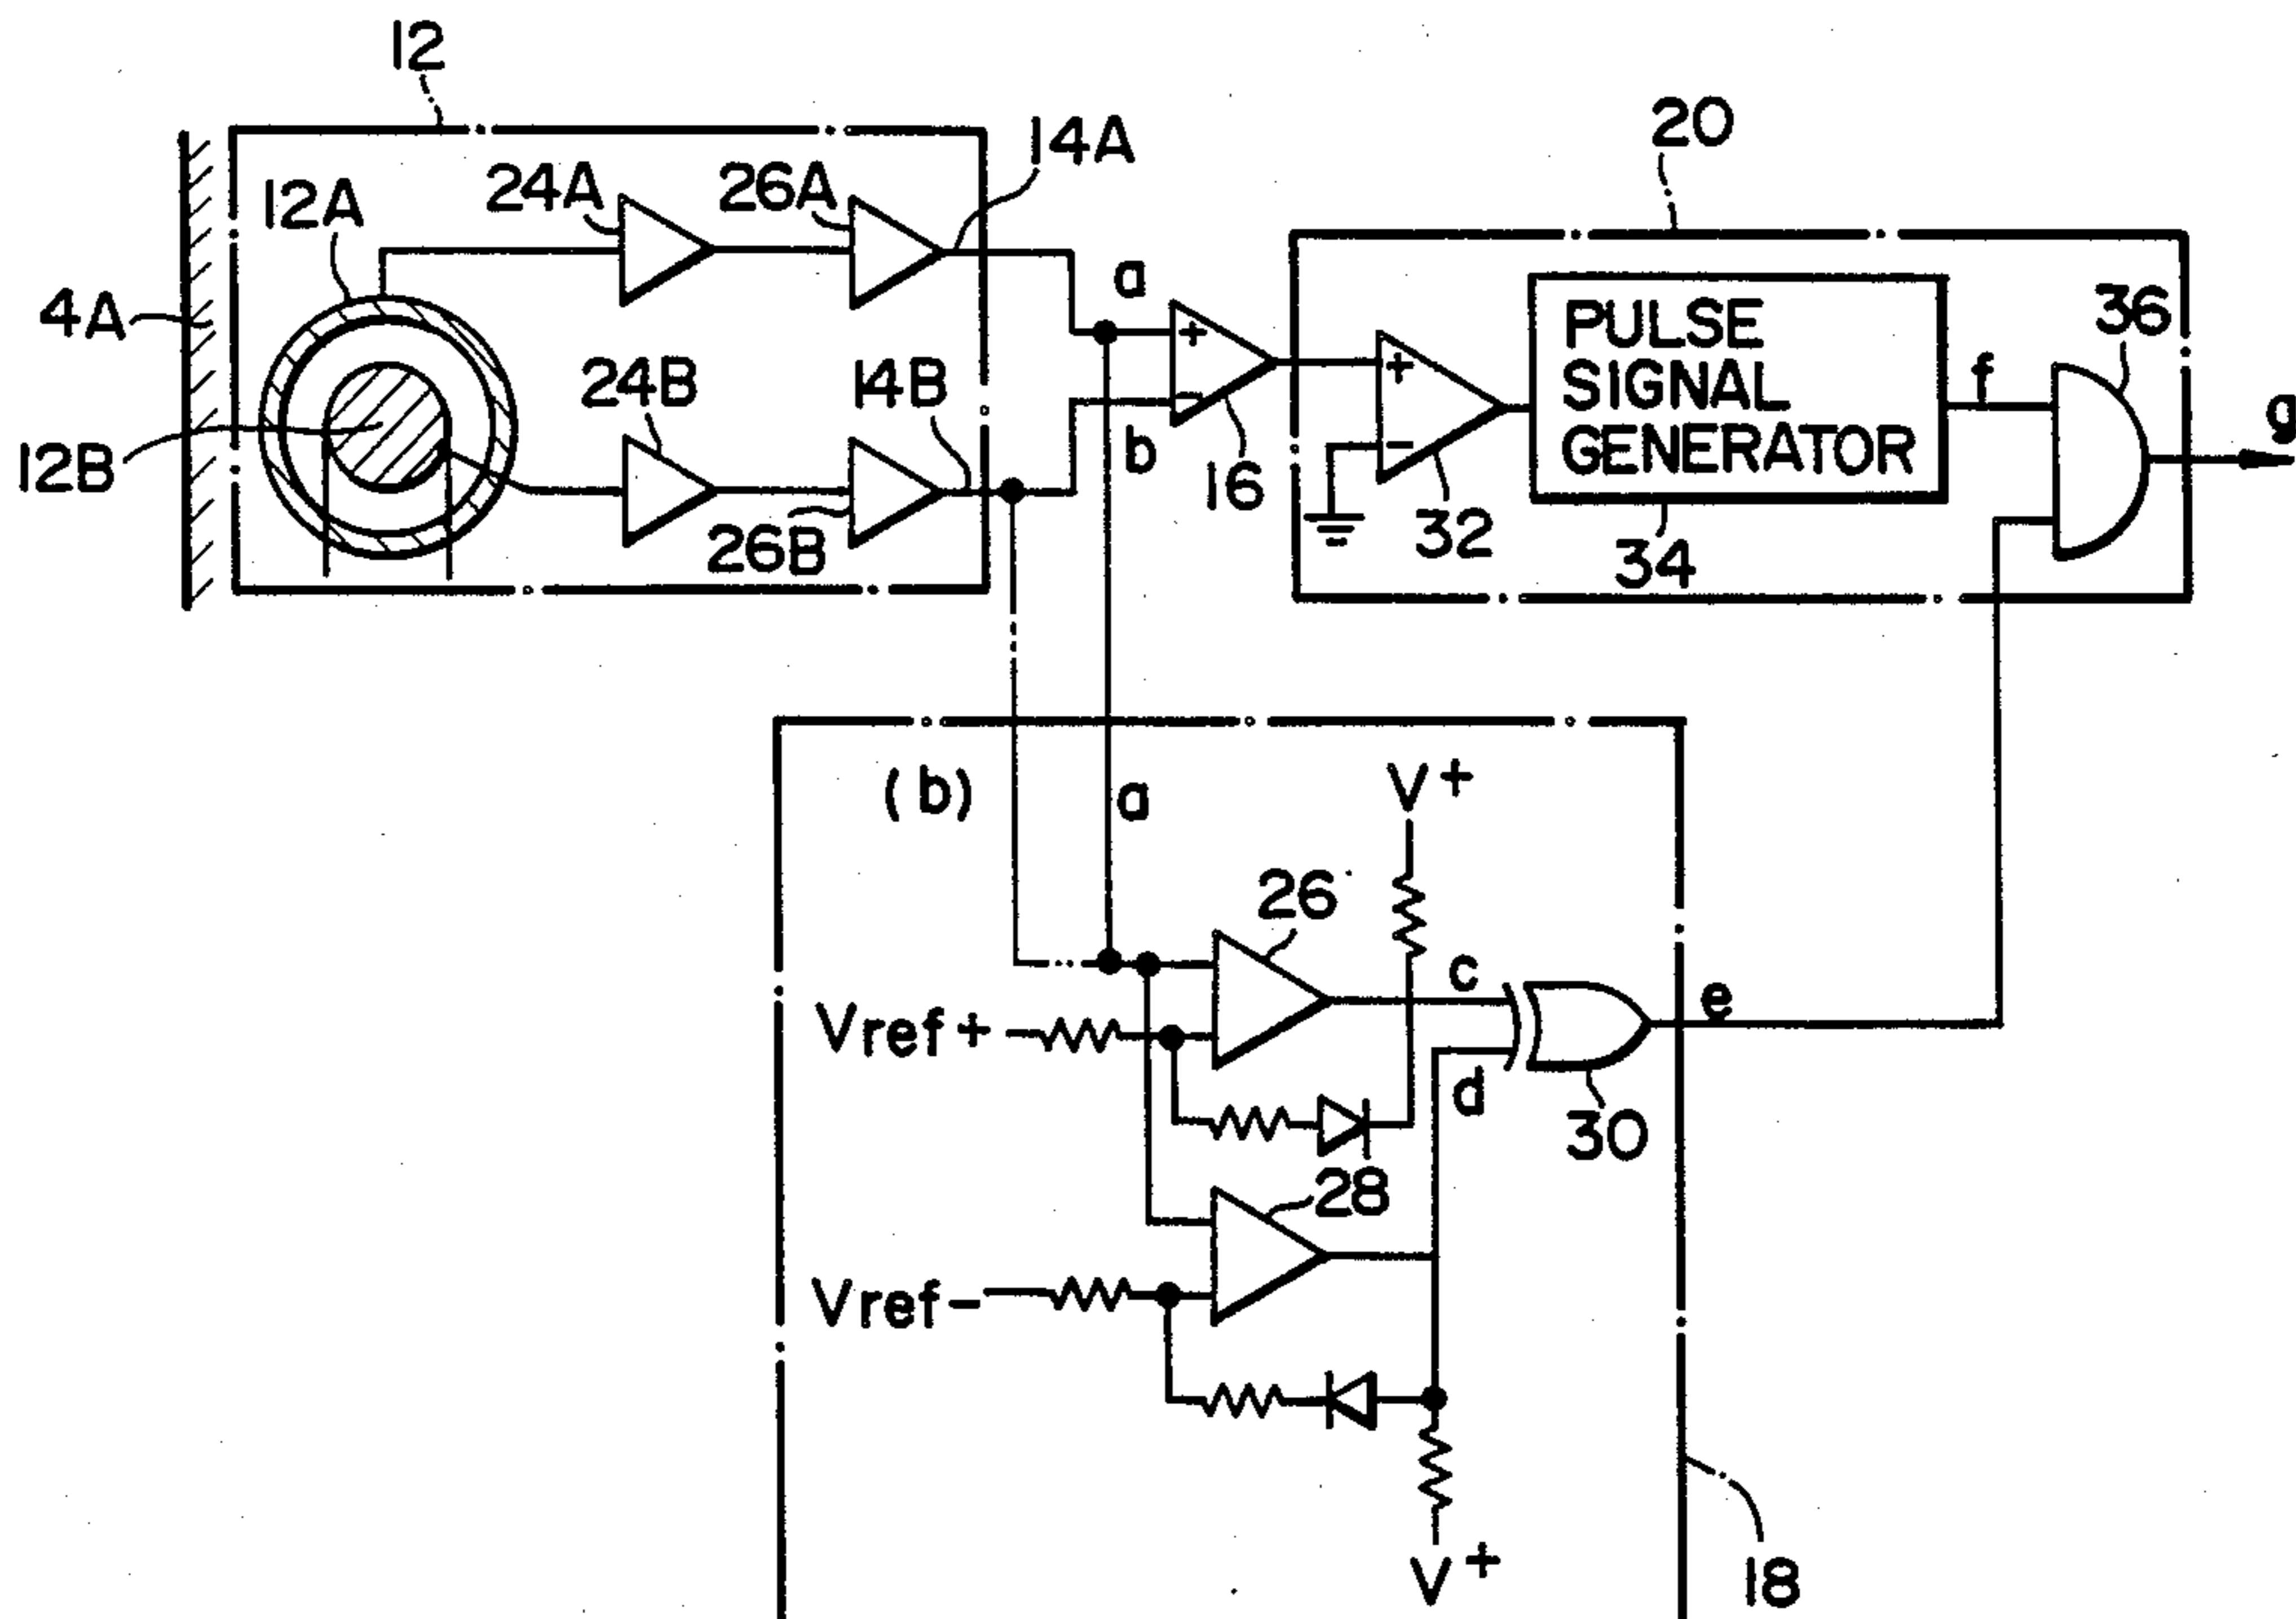 12
20
14A
24A
26A
12A
a
36
4A
PULSE
SIGNAL
GENERATOR
+
+
f
24B
14B
g
−
−
b
12B
16
26B
32
34
(b)
a
V+
26
c
e
Vref+
d
30
28
Vref−
18
V+